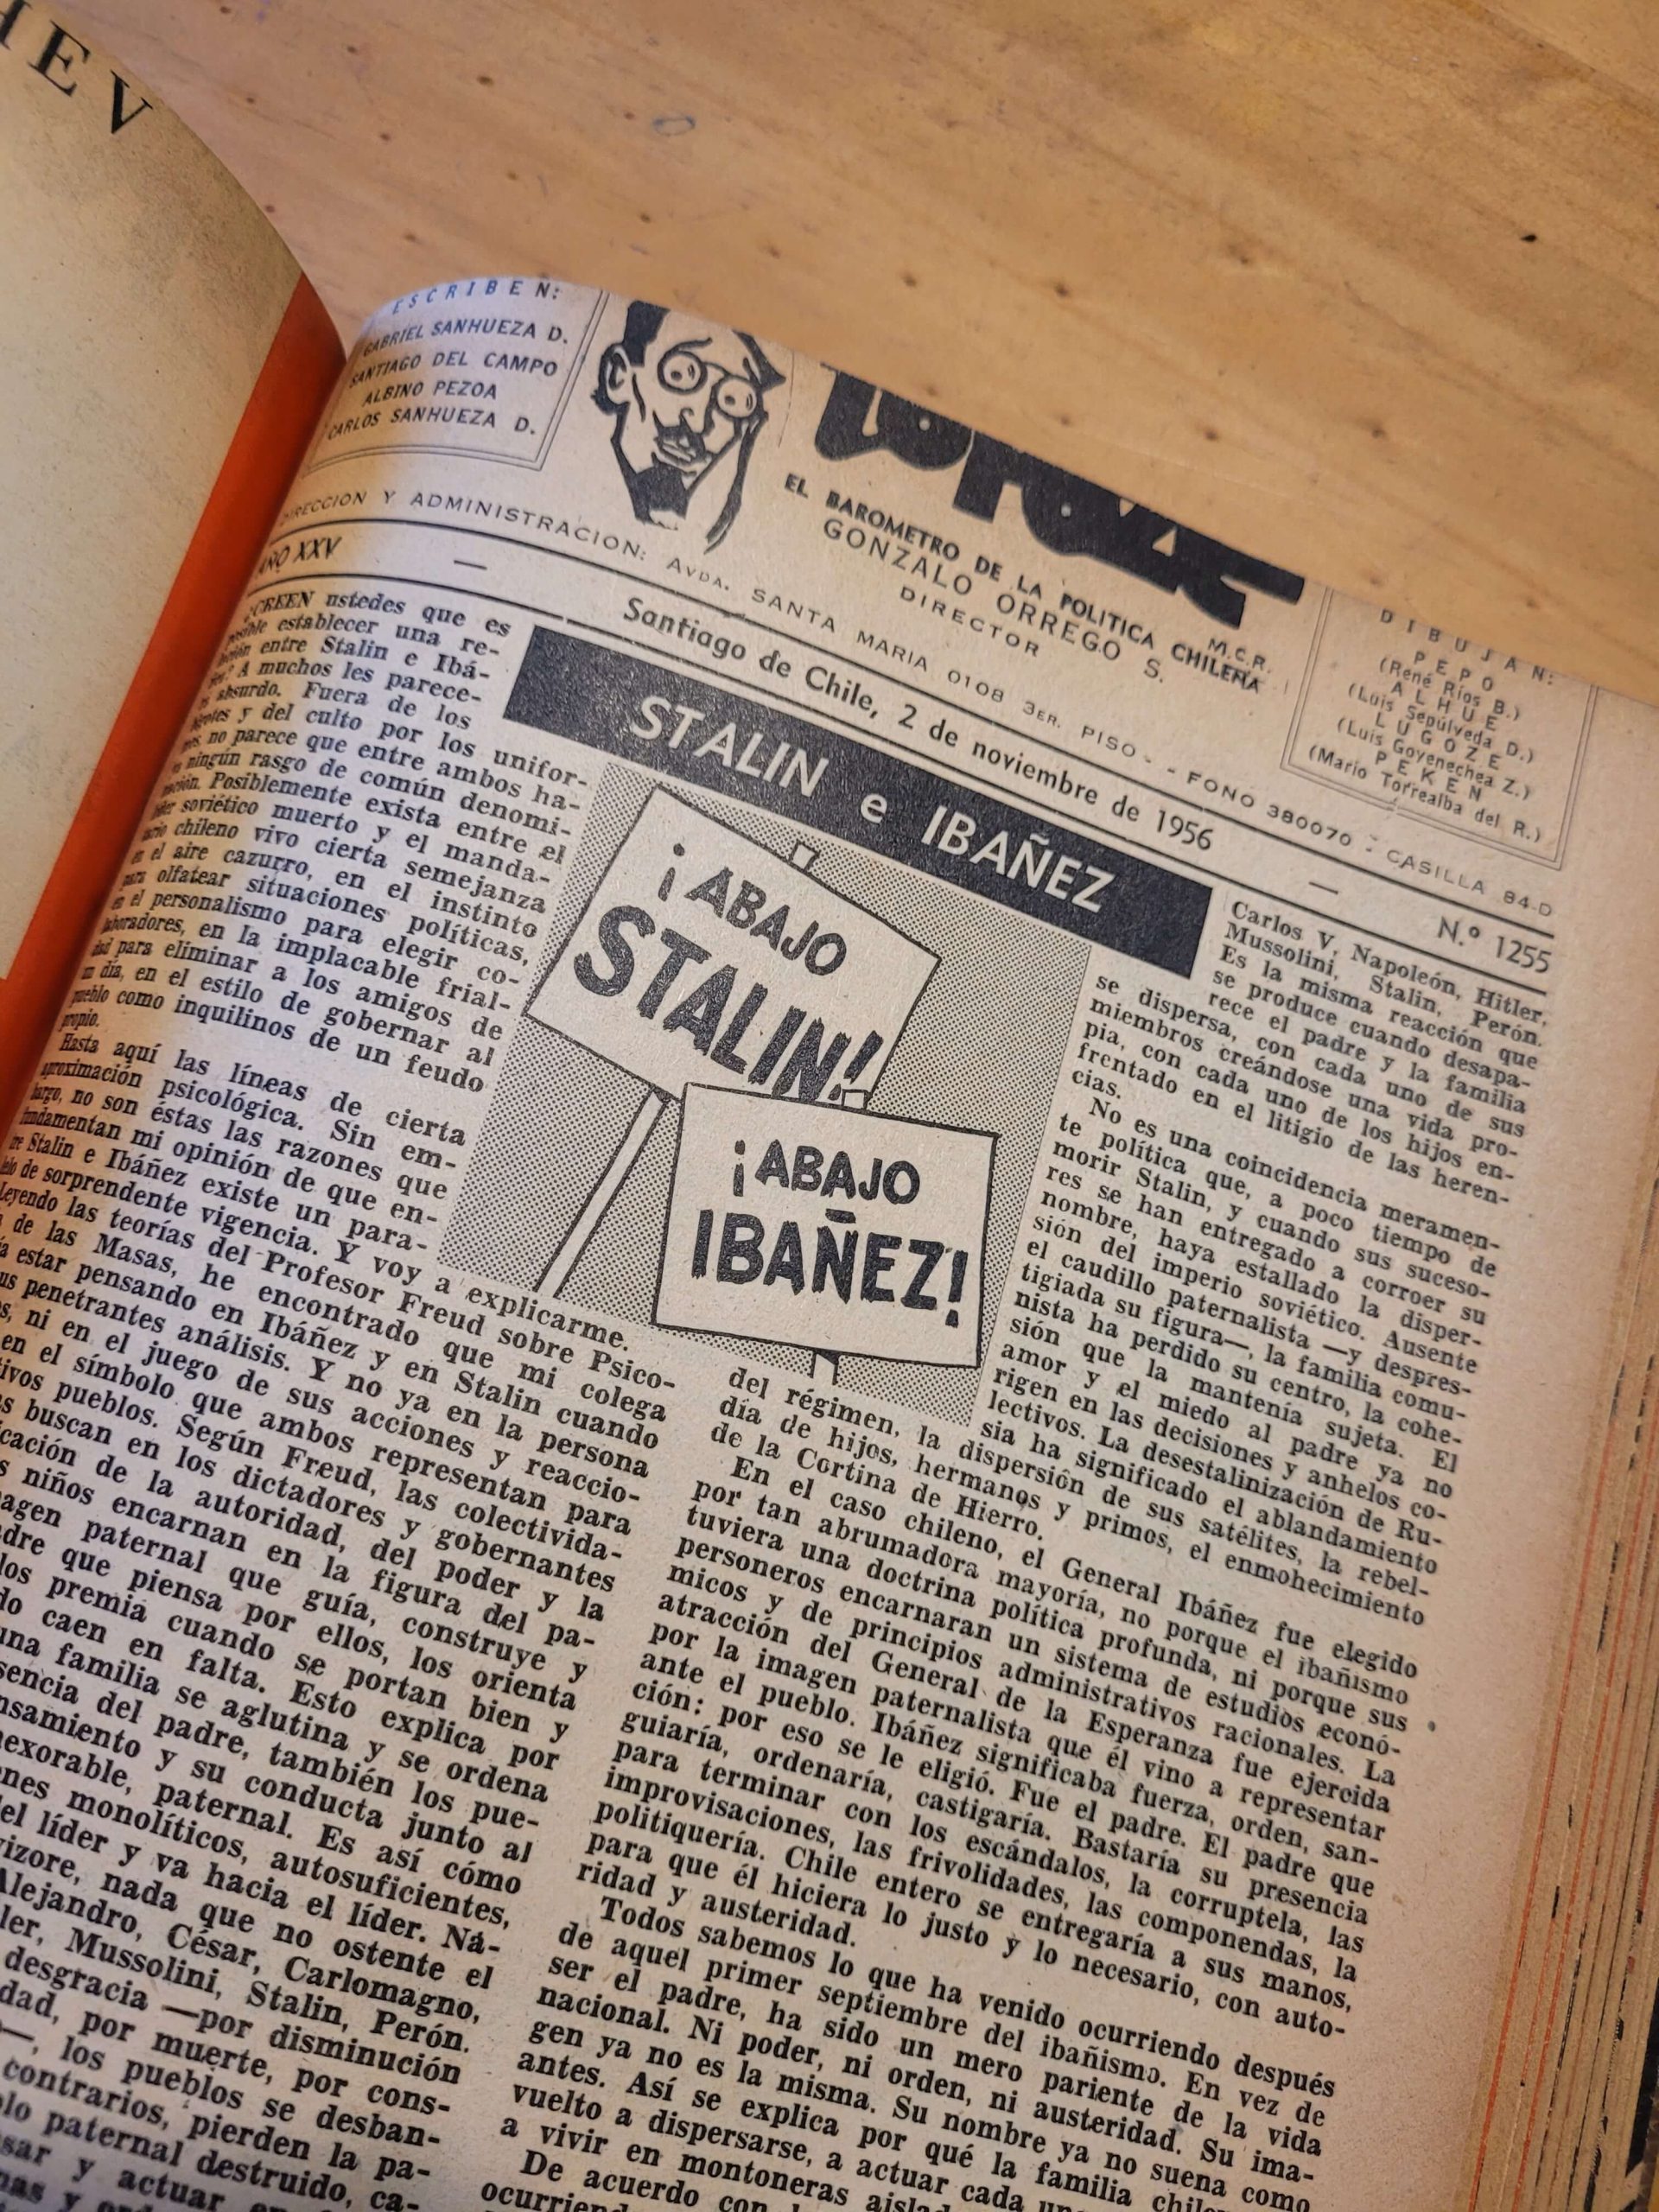 HEV
ESCRIBEN:
GABRIEL SANHUEZA D.
SANTIAGO DEL CAMPO
ALBINO PEZOA
CARLOS SANHUEZA D.
TOPAZE
EL BAROMETRO DE LA POLITICA CHILENA
M.C.R.
GONZALO ORREGO S.
DIRECTOR
DIBUJAN:
PEPO
(René Ríos B.)
ALHUE
(Luis Sepúlveda D.)
LUGOZE
(Luis Goyenechea Z.)
PEKEN
(Mario Torrealba del R.)
DIRECCION Y ADMINISTRACION: AVDA. SANTA MARIA 0108 3ER. PISO - - FONO 380070 - CASILLA 84-D
AÑO XXV — Santiago de Chile, 2 de noviembre de 1956 — N.º 1255
STALIN e IBAÑEZ
¡ABAJO
STALIN!
¡ABAJO
IBAÑEZ!
¿CREEN ustedes que es
posible establecer una re-
entre Stalin e Ibá-
A muchos les parece-
absurdo. Fuera de los
y del culto por los unifor-
no parece que entre ambos ha-
ningún rasgo de común denomi-
Posiblemente exista entre el
soviético muerto y el manda-
chileno vivo cierta semejanza
en el aire cazurro, en el instinto
para olfatear situaciones políticas,
en el personalismo para elegir co-
laboradores, en la implacable frial-
dad para eliminar a los amigos de
un día, en el estilo de gobernar al
pueblo como inquilinos de un feudo
propio.
Hasta aquí las líneas de cierta
aproximación psicológica. Sin em-
bargo, no son éstas las razones que
fundamentan mi opinión de que en-
tre Stalin e Ibáñez existe un para-
de sorprendente vigencia. Y voy a explicarme.
Leyendo las teorías del Profesor Freud sobre Psico-
de las Masas, he encontrado que mi colega
estar pensando en Ibáñez y en Stalin cuando
penetrantes análisis. Y no ya en la persona
ni en el juego de sus acciones y reaccio-
en el símbolo que ambos representan para
pueblos. Según Freud, las colectivida-
buscan en los dictadores y gobernantes
de la autoridad, del poder y la
niños encarnan en la figura del pa-
paternal que guía, construye y
que piensa por ellos, los orienta
los premia cuando se portan bien y
caen en falta. Esto explica por
una familia se aglutina y se ordena
del padre, también los pue-
y su conducta junto al
paternal. Es así cómo
monolíticos, autosuficientes,
líder y va hacia el líder. Na-
nada que no ostente el
Alejandro, César, Carlomagno,
Mussolini, Stalin, Perón.
desgracia —por disminución
por muerte, por cons-
los pueblos se desban-
contrarios, pierden la pa-
paternal destruido, ca-
y actuar
Carlos V, Napoleón, Hitler,
Mussolini, Stalin, Perón.
Es la misma reacción que
se produce cuando desapa-
rece el padre y la familia
se dispersa, con cada uno de sus
miembros creándose una vida pro-
pia, con cada uno de los hijos en-
frentado en el litigio de las heren-
cias.
No es una coincidencia meramen-
te política que, a poco tiempo de
morir Stalin, y cuando sus suceso-
res se han entregado a corroer su
nombre, haya estallado la disper-
sión del imperio soviético. Ausente
el caudillo paternalista —y despres-
tigiada su figura—, la familia comu-
nista ha perdido su centro, la cohe-
sión que la mantenía sujeta. El
amor y el miedo al padre ya no
rigen en las decisiones y anhelos co-
lectivos. La desestalinización de Ru-
sia ha significado el ablandamiento
del régimen, la dispersión de sus satélites, la rebel-
día de hijos, hermanos y primos, el enmohecimiento
de la Cortina de Hierro.
En el caso chileno, el General Ibáñez fue elegido
por tan abrumadora mayoría, no porque el ibañismo
tuviera una doctrina política profunda, ni porque sus
personeros encarnaran un sistema de estudios econó-
micos y de principios administrativos racionales. La
atracción del General de la Esperanza fue ejercida
por la imagen paternalista que él vino a representar
ante el pueblo. Ibáñez significaba fuerza, orden, san-
ción: por eso se le eligió. Fue el padre. El padre que
guiaría, ordenaría, castigaría. Bastaría su presencia
para terminar con los escándalos, la corruptela, las
improvisaciones, las frivolidades, las componendas, la
politiquería. Chile entero se entregaría a sus manos,
para que él hiciera lo justo y lo necesario, con auto-
ridad y austeridad.
Todos sabemos lo que ha venido ocurriendo después
de aquel primer septiembre del ibañismo. En vez de
ser el padre, ha sido un mero pariente de la vida
nacional. Ni poder, ni orden, ni austeridad. Su ima-
gen ya no es la misma. Su nombre ya no suena como
antes. Así se explica por qué la familia
vuelto a dispersarse, a actuar cada
a vivir en montoneras
De acuerdo con